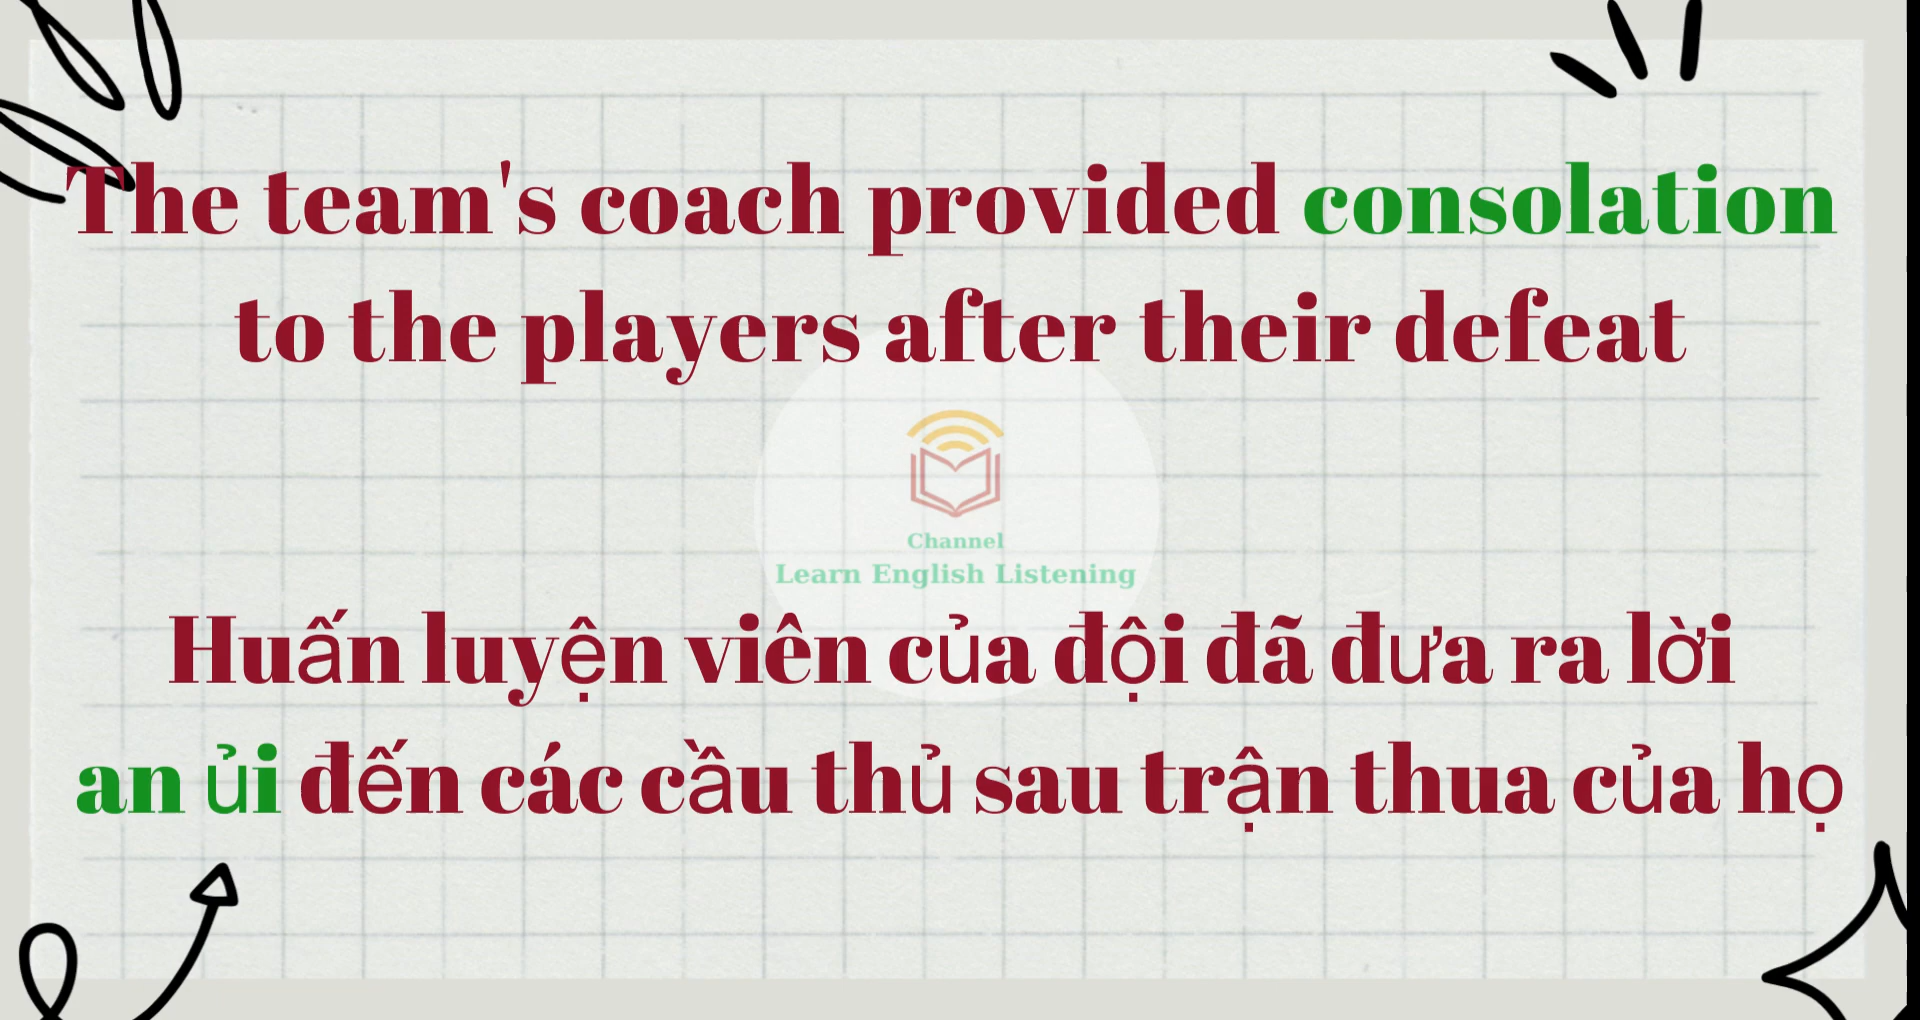 The team's coach provided consolation
to the players after their defeat
Channel
Learn English Listening
Huấn luyện viên của đội đã đưa ra lời
an ủi đến các cầu thủ sau trận thua của họ